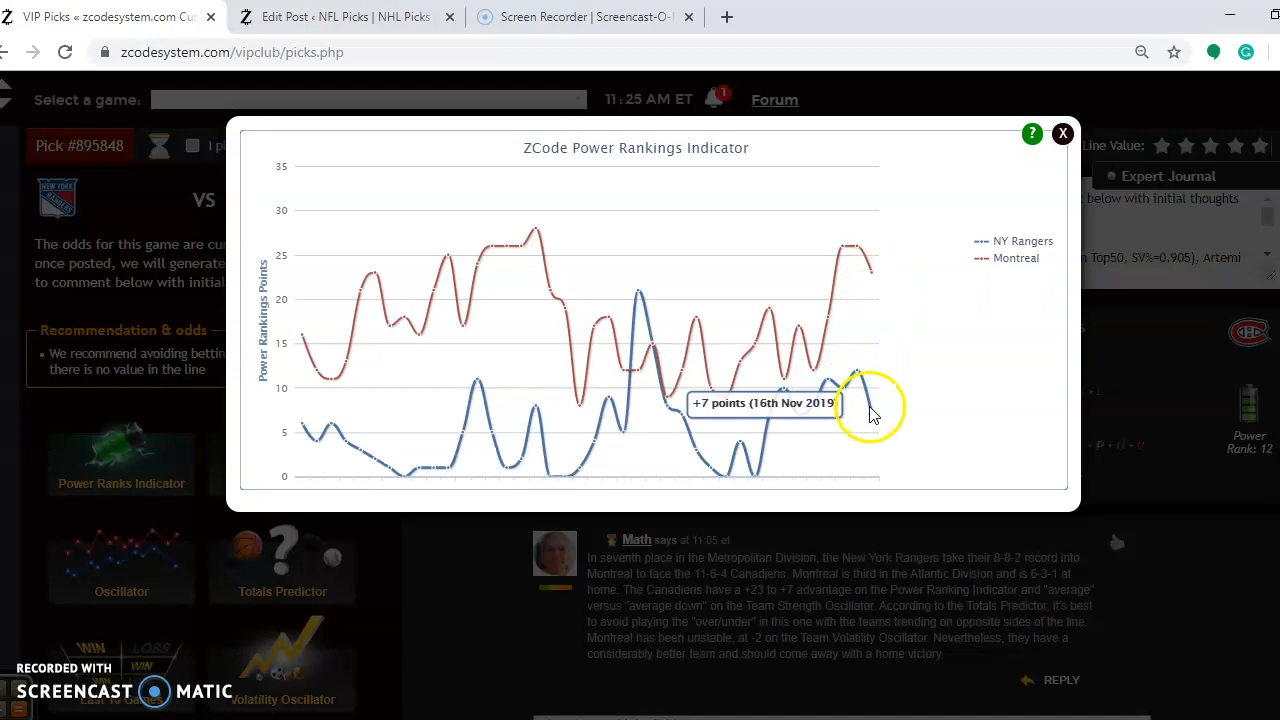 VIP Picks « zcodesystem.com Cus
Edit Post ‹ NFL Picks | NHL Picks
Screen Recorder | Screencast-O-
zcodesystem.com/vipclub/picks.php
Select a game:
11:25 AM ET
1
Forum
Pick #895848
I pl
? X
Line Value:
Expert Journal
NEW YORK
RANGERS
VS
below with initial thoughts
The odds for this game are cur
once posted, we will generate
to comment below with initial
Top50, SV%=0.905), Artemi
Recommendation & odds
We recommend avoiding bettin
there is no value in the line
ZCode Power Rankings Indicator
Power Rankings Points
35
30
25
20
15
10
5
0
NY Rangers
Montreal
+7 points (16th Nov 2019)
Power
Rank: 12
Power Ranks Indicator
Oscillator
Totals Predictor
WIN LOSS
WIN
Last 10 Games
Volatility Oscillator
Math says at 11:05 et
In seventh place in the Metropolitan Division, the New York Rangers take their 8-8-2 record into
Montreal to face the 11-6-4 Canadiens. Montreal is third in the Atlantic Division and is 6-3-1 at
home. The Canadiens have a +23 to +7 advantage on the Power Ranking Indicator and "average"
versus "average down" on the Team Strength Oscillator. According to the Totals Predictor, it's best
to avoid playing the "over/under" in this one with the teams trending on opposite sides of the line.
Montreal has been unstable, at -2 on the Team Volatility Oscillator. Nevertheless, they have a
considerably better team and should come away with a home victory.
REPLY
RECORDED WITH
SCREENCAST MATIC